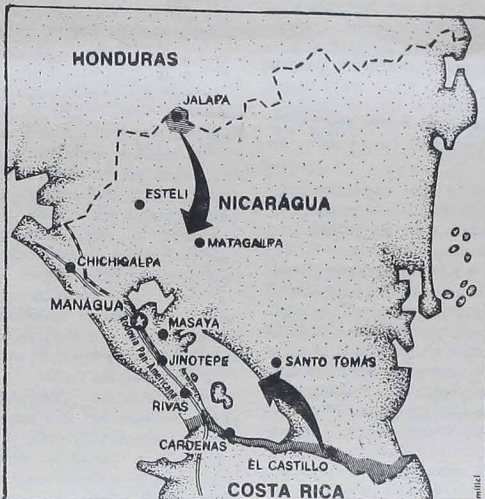 HONDURAS
JALAPA
ESTELI
NICARÁGUA
MATAGALPA
CHICHIGALPA
MANÁGUA
MASAYA
Rodovia Pan-Americana
JINOTEPE
SANTO TOMÁS
RIVAS
CÁRDENAS
EL CASTILLO
COSTA RICA